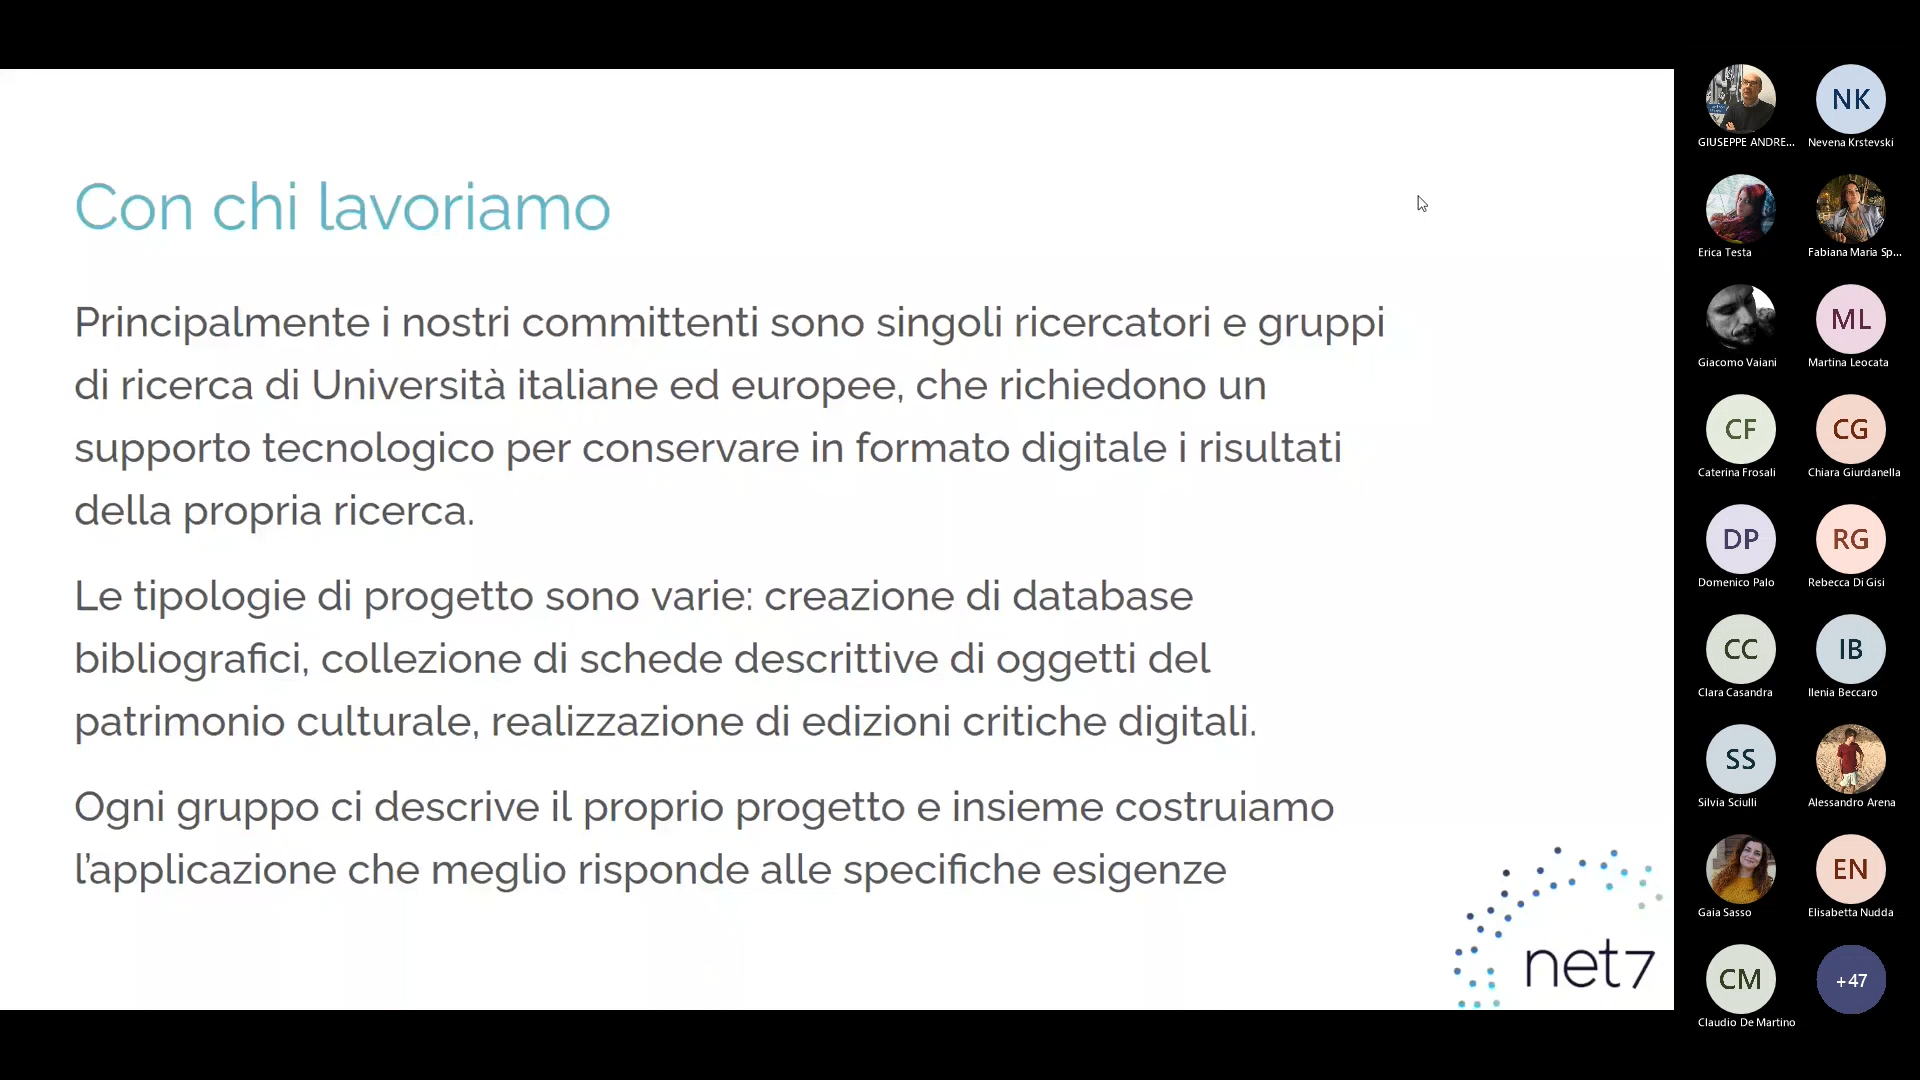 Con chi lavoriamo
Principalmente i nostri committenti sono singoli ricercatori e gruppi
di ricerca di Università italiane ed europee, che richiedono un
supporto tecnologico per conservare in formato digitale i risultati
della propria ricerca.
Le tipologie di progetto sono varie: creazione di database
bibliografici, collezione di schede descrittive di oggetti del
patrimonio culturale, realizzazione di edizioni critiche digitali.
Ogni gruppo ci descrive il proprio progetto e insieme costruiamo
l’applicazione che meglio risponde alle specifiche esigenze
net7
NK
GIUSEPPE ANDRE...
Nevena Krstevski
Erica Testa
Fabiana Maria Sp...
ML
Giacomo Vaiani
Martina Leocata
CF
CG
Caterina Frosali
Chiara Giurdanella
DP
RG
Domenico Palo
Rebecca Di Gisi
CC
IB
Clara Casandra
Ilenia Beccaro
SS
Silvia Sciulli
Alessandro Arena
EN
Gaia Sasso
Elisabetta Nudda
CM
+47
Claudio De Martino